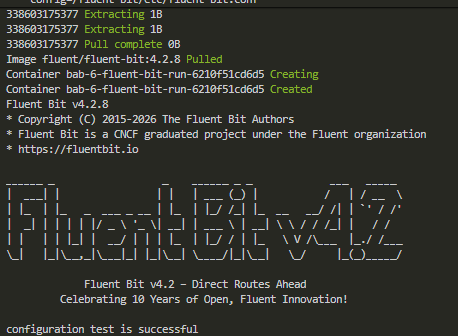 338603175377 Extracting 1B
338603175377 Extracting 1B
338603175377 Pull complete 0B
Image fluent/fluent-bit:4.2.8 Pulled
Container bab-6-fluent-bit-run-6210f51cd6d5 Creating
Container bab-6-fluent-bit-run-6210f51cd6d5 Created
Fluent Bit v4.2.8
* Copyright (C) 2015-2026 The Fluent Bit Authors
* Fluent Bit is a CNCF graduated project under the Fluent organization
* https://fluentbit.io
Fluent Bit v4.2
Fluent Bit v4.2 – Direct Routes Ahead
Celebrating 10 Years of Open, Fluent Innovation!
configuration test is successful